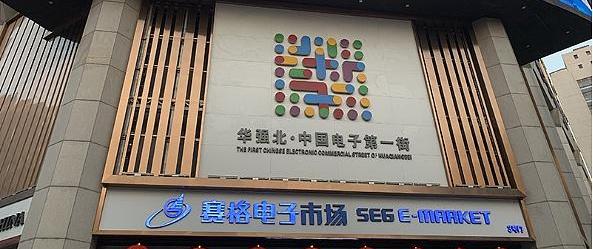 华强北·中国电子第一街
THE FIRST CHINESE ELECTRONIC COMMERCIAL STREET OF HUAQIANGBEI
赛格电子市场 SEG E-MARKET